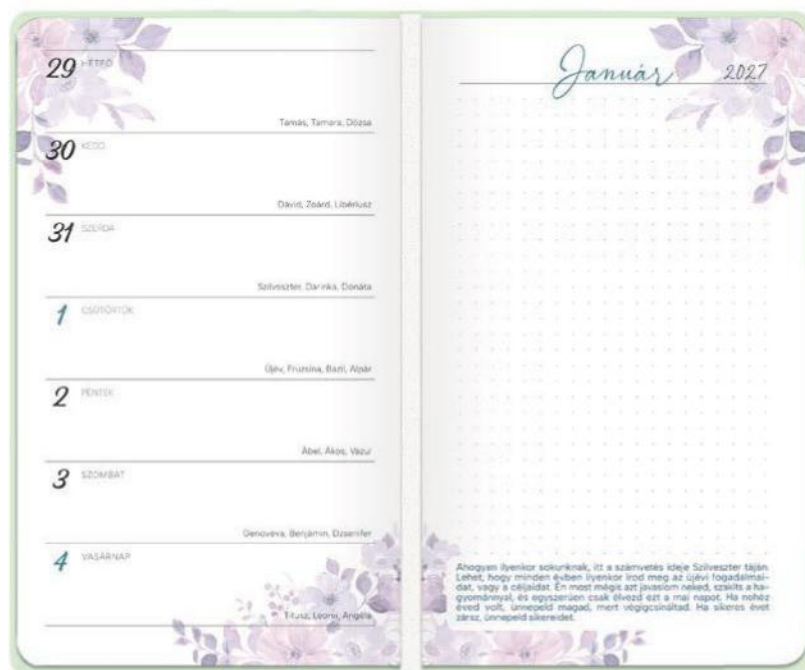 29 HÉTFŐ
Tamás, Tamara, Dózsa
30 KEDD
Dávid, Zoárd, Libériusz
31 SZERDA
Szilveszter, Darinka, Donáta
1 CSÜTÖRTÖK
Újév, Fruzsina, Bazil, Alpár
2 PÉNTEK
Ábel, Ákos, Vazul
3 SZOMBAT
Genovéva, Benjámin, Dzsenifer
4 VASÁRNAP
Titusz, Leona, Angéla
Január 2027
Ahogyan ilyenkor sokunknak, itt a számvetés ideje Szilveszter táján.
Lehet, hogy minden évben ilyenkor írod meg az újévi fogadalmai-
dat, vagy a céljaidat. Én most mégis azt javaslom neked, szakíts a ha-
gyománnyal, és egyszerűen csak élvezd ezt a mai napot. Ha nehéz
éved volt, ünnepeld magad, mert végigcsináltad. Ha sikeres évet
zársz, ünnepeld sikereidet.